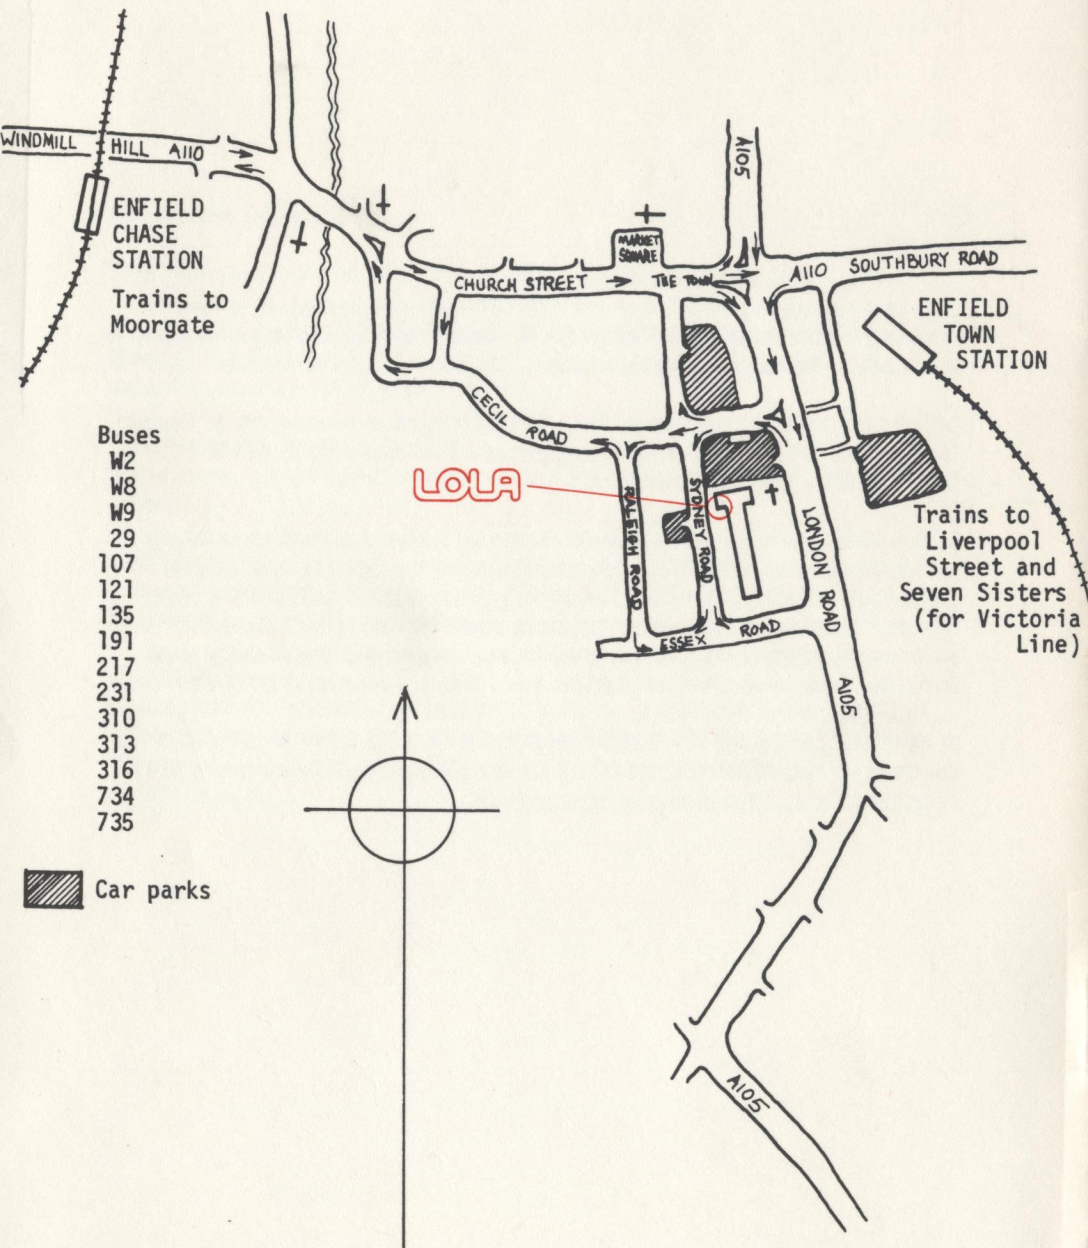 WINDMILL HILL A110
A105
ENFIELD
CHASE
STATION
Trains to
Moorgate
MARKET
SQUARE
CHURCH STREET
THE TOWN
A110 SOUTHBURY ROAD
ENFIELD
TOWN
STATION
CECIL ROAD
Buses
W2
W8
W9
29
107
121
135
191
217
231
310
313
316
734
735
LOLA
RALEIGH ROAD
SYDNEY ROAD
LONDON ROAD
Trains to
Liverpool
Street and
Seven Sisters
(for Victoria
Line)
ESSEX ROAD
A105
Car parks
A105